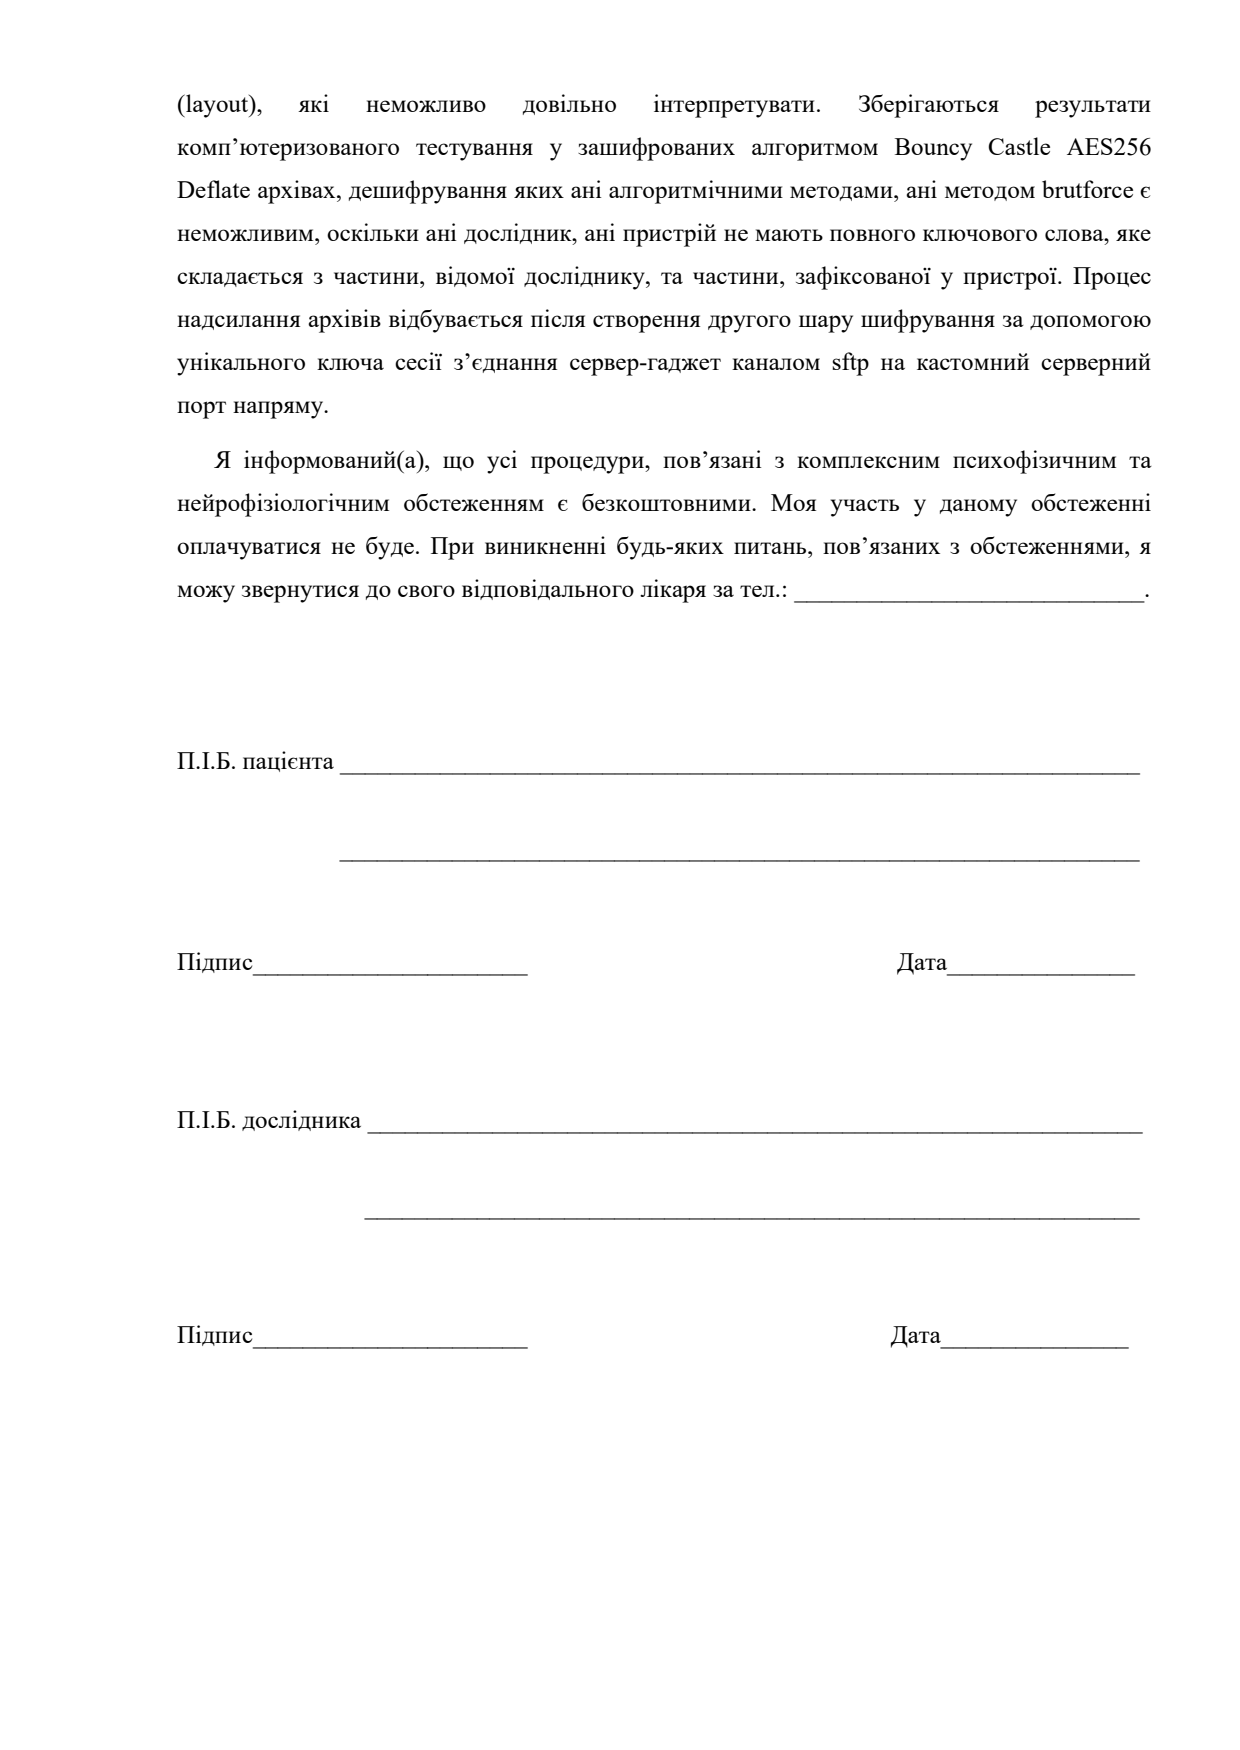 (layout), які неможливо довільно інтерпретувати. Зберігаються результати
комп’ютеризованого тестування у зашифрованих алгоритмом Bouncy Castle AES256
Deflate архівах, дешифрування яких ані алгоритмічними методами, ані методом brutforce є
неможливим, оскільки ані дослідник, ані пристрій не мають повного ключового слова, яке
складається з частини, відомої досліднику, та частини, зафіксованої у пристрої. Процес
надсилання архівів відбувається після створення другого шару шифрування за допомогою
унікального ключа сесії з’єднання сервер-гаджет каналом sftp на кастомний серверний
порт напряму.
Я інформований(а), що усі процедури, пов’язані з комплексним психофізичним та
нейрофізіологічним обстеженням є безкоштовними. Моя участь у даному обстеженні
оплачуватися не буде. При виникненні будь-яких питань, пов’язаних з обстеженнями, я
можу звернутися до свого відповідального лікаря за тел.: ____________________________.
П.І.Б. пацієнта ________________________________________________________________
________________________________________________________________
Підпис______________________ Дата_______________
П.І.Б. дослідника ______________________________________________________________
______________________________________________________________
Підпис______________________ Дата_______________